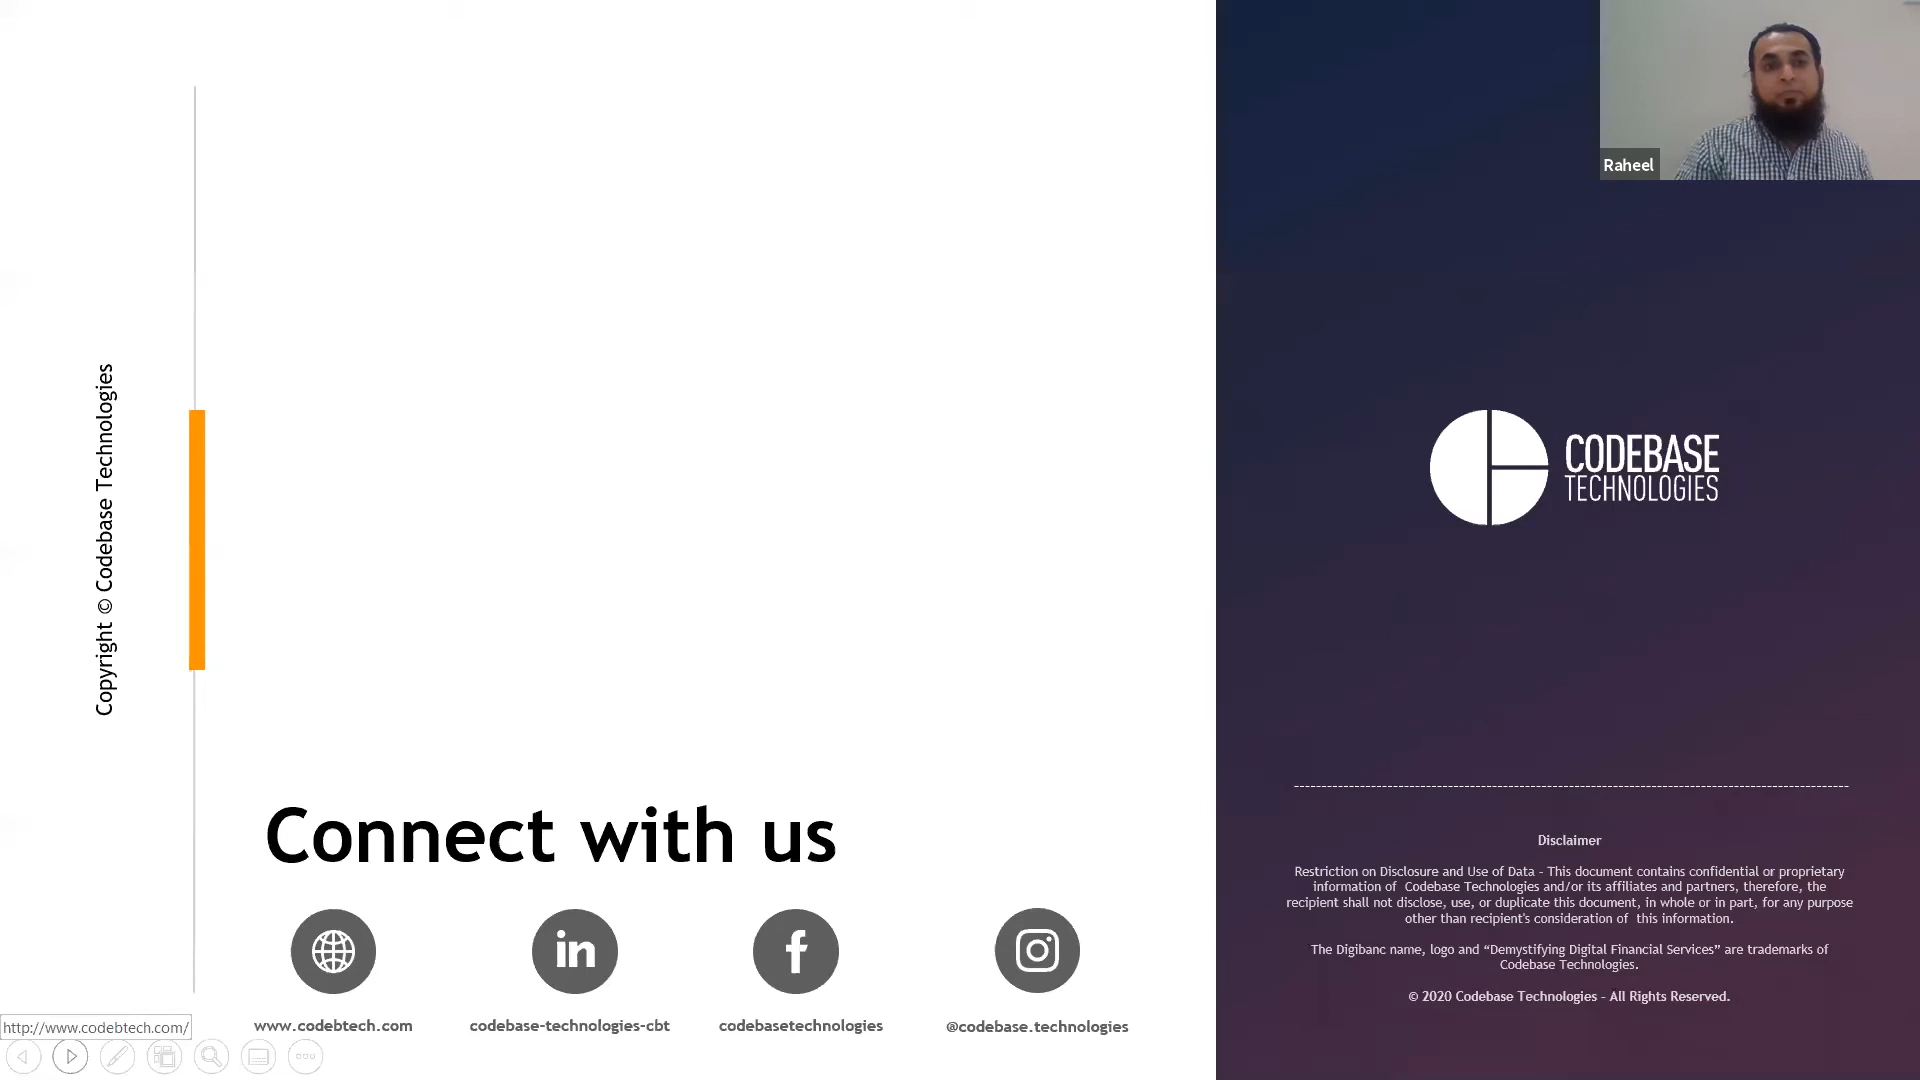 Copyright © Codebase Technologies
Connect with us
www.codebtech.com
codebase-technologies-cbt
codebasetechnologies
@codebase.technologies
http://www.codebtech.com/
Raheel
CODEBASE
TECHNOLOGIES
Disclaimer
Restriction on Disclosure and Use of Data - This document contains confidential or proprietary
information of Codebase Technologies and/or its affiliates and partners, therefore, the
recipient shall not disclose, use, or duplicate this document, in whole or in part, for any purpose
other than recipient's consideration of this information.
The Digibanc name, logo and “Demystifying Digital Financial Services” are trademarks of
Codebase Technologies.
© 2020 Codebase Technologies - All Rights Reserved.